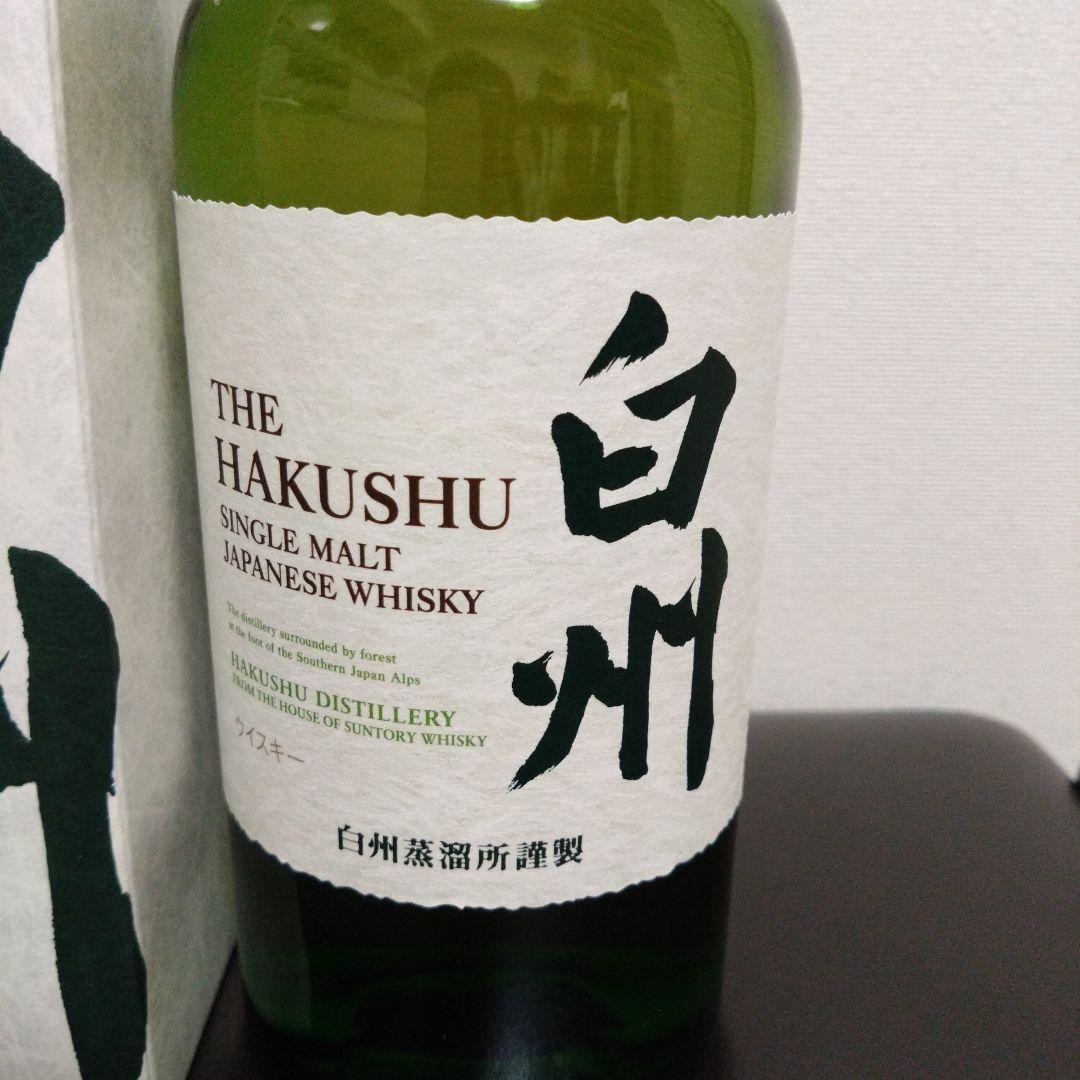 THE
HAKUSHU
SINGLE MALT
JAPANESE WHISKY
The distillery surrounded by forest
at the foot of the Southern Japan Alps
HAKUSHU DISTILLERY
FROM THE HOUSE OF SUNTORY WHISKY
ウイスキー
白州
白州蒸溜所謹製